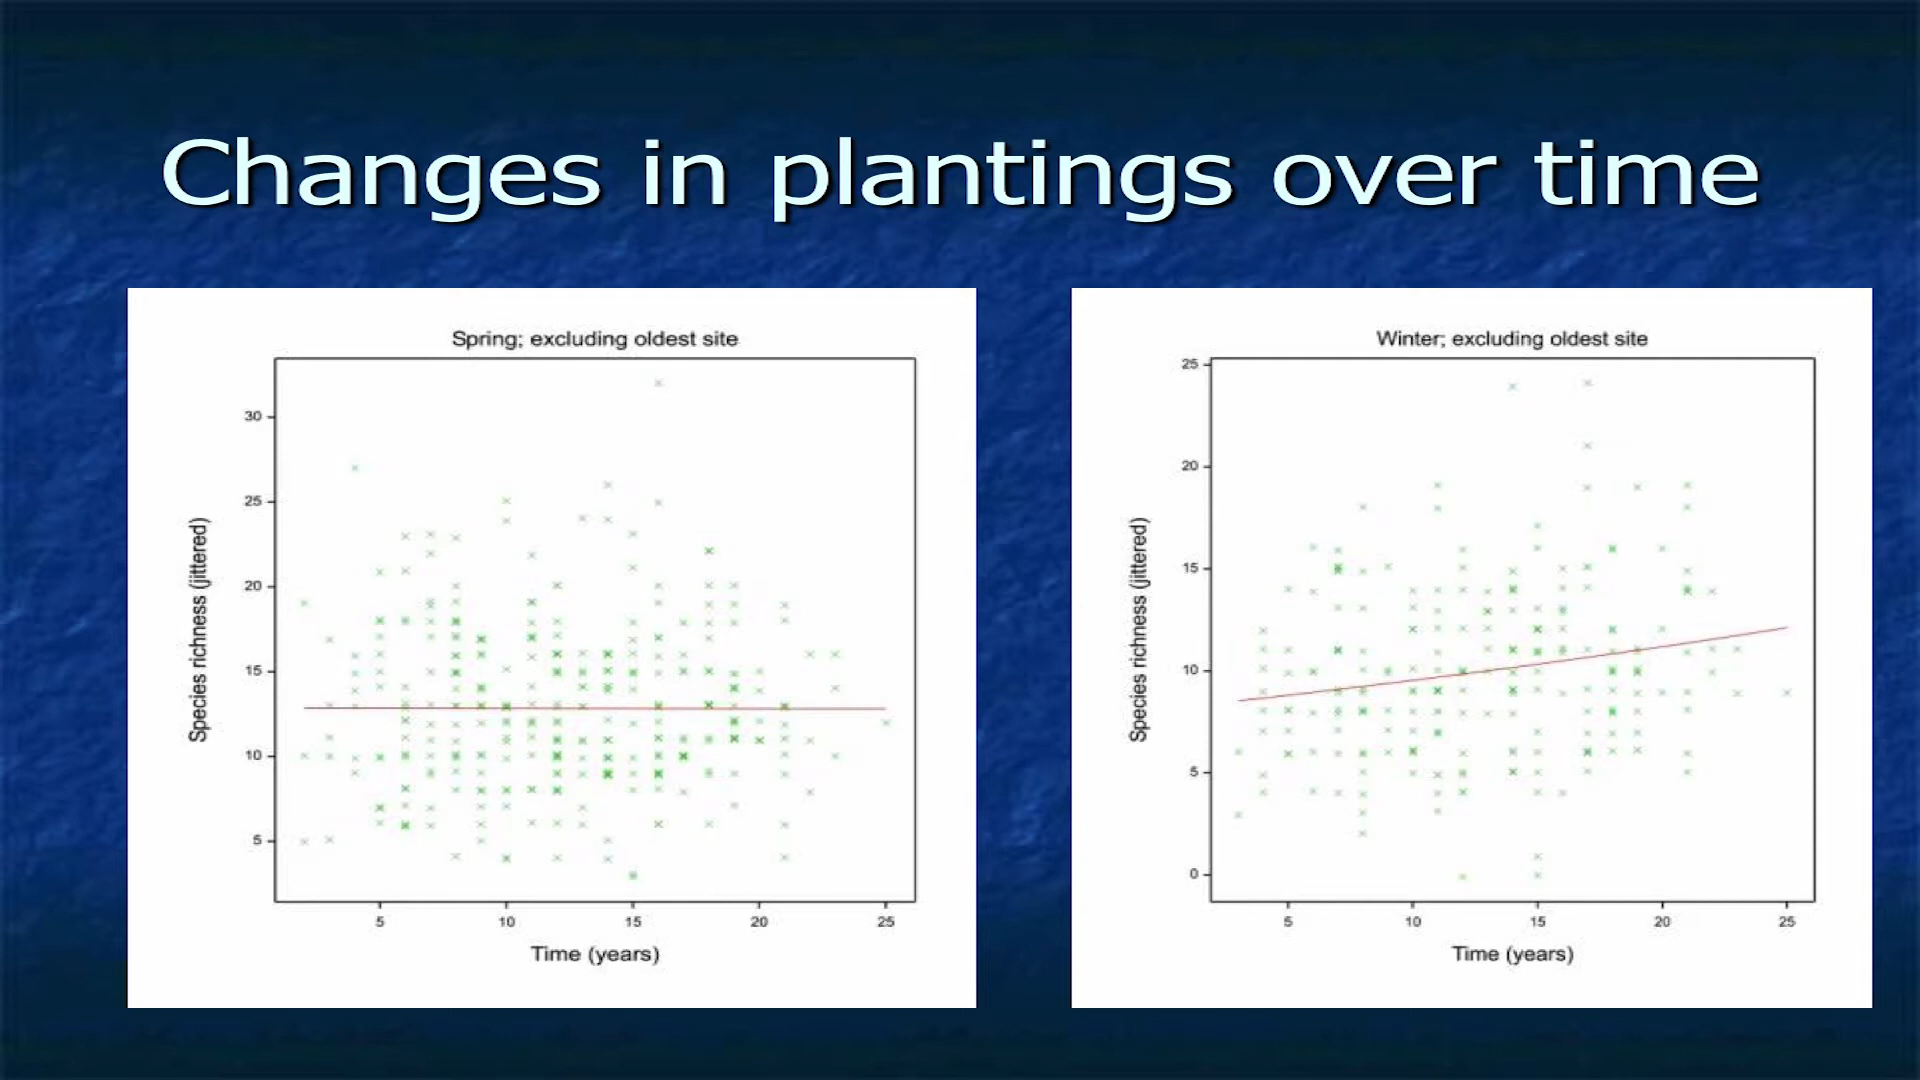 Changes in plantings over time
Spring; excluding oldest site
30
25
20
15
10
5
Species richness (jittered)
5 10 15 20 25
Time (years)
Winter; excluding oldest site
25
20
15
10
5
0
Species richness (jittered)
5 10 15 20 25
Time (years)